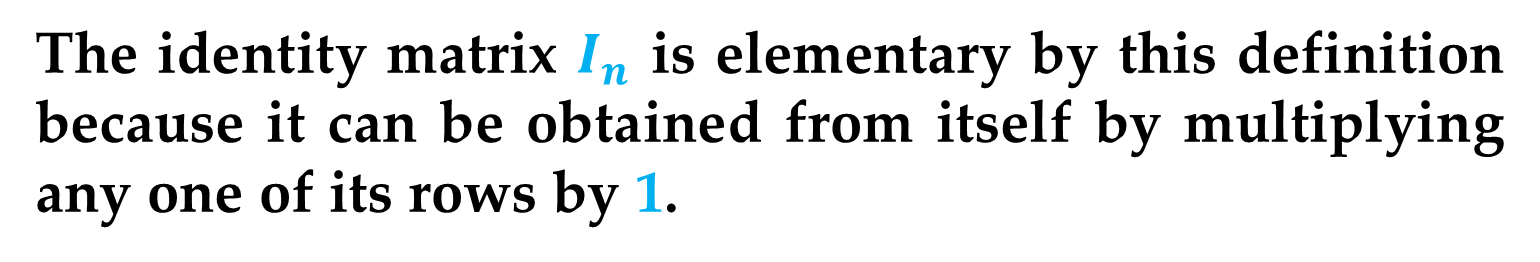 The identity matrix Iₙ is elementary by this definition
because it can be obtained from itself by multiplying
any one of its rows by 1.